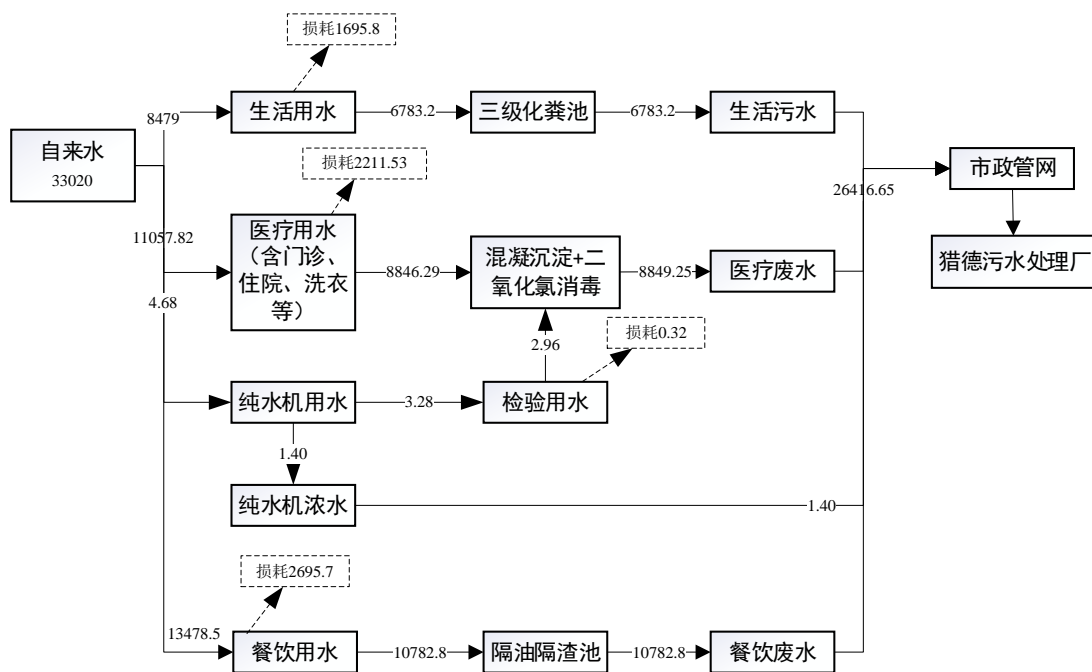 损耗1695.8
8479
生活用水
6783.2
三级化粪池
6783.2
生活污水
自来水
33020
损耗2211.53
市政管网
26416.65
11057.82
医疗用水
（含门诊、
住院、洗衣
等）
8846.29
混凝沉淀+二
氧化氯消毒
8849.25
医疗废水
猎德污水处理厂
4.68
2.96
损耗0.32
纯水机用水
3.28
检验用水
1.40
纯水机浓水
1.40
损耗2695.7
13478.5
餐饮用水
10782.8
隔油隔渣池
10782.8
餐饮废水